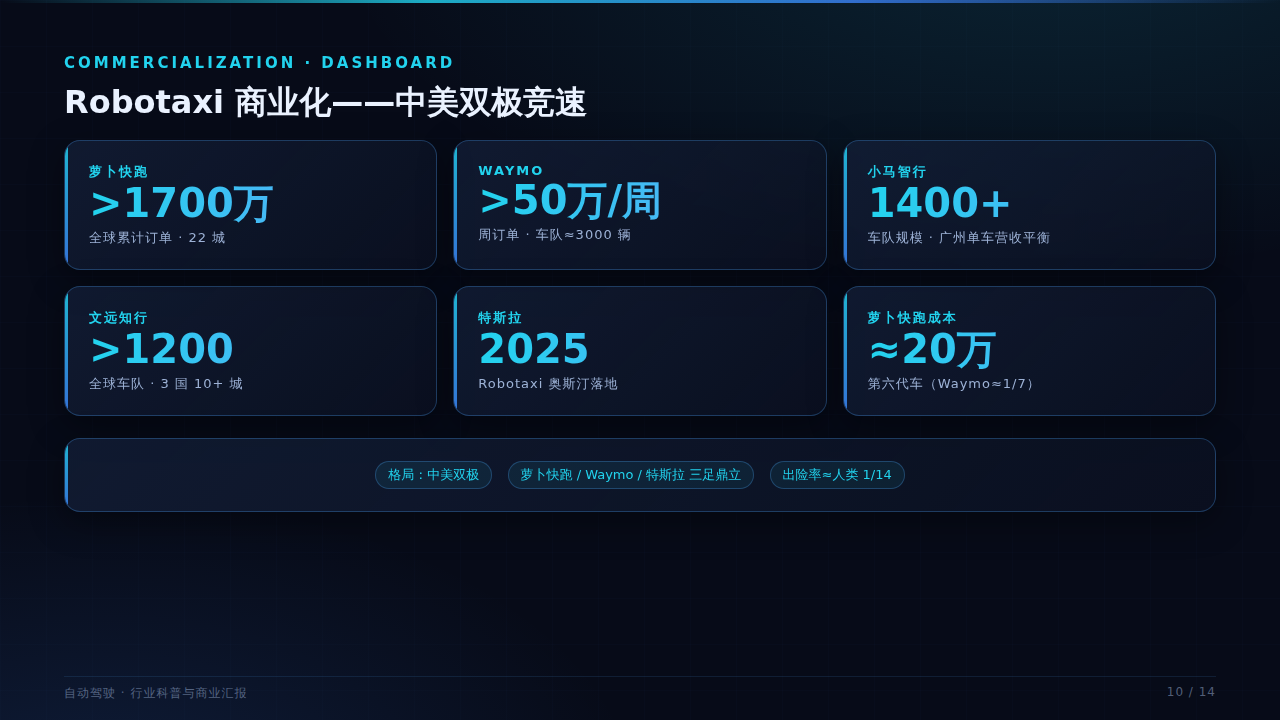 COMMERCIALIZATION · DASHBOARD
Robotaxi 商业化——中美双极竞速
萝卜快跑
>1700万
全球累计订单 · 22 城
WAYMO
>50万/周
周订单 · 车队≈3000 辆
小马智行
1400+
车队规模 · 广州单车营收平衡
文远知行
>1200
全球车队 · 3 国 10+ 城
特斯拉
2025
Robotaxi 奥斯汀落地
萝卜快跑成本
≈20万
第六代车（Waymo≈1/7）
格局：中美双极
萝卜快跑 / Waymo / 特斯拉 三足鼎立
出险率≈人类 1/14
自动驾驶 · 行业科普与商业汇报
10 / 14